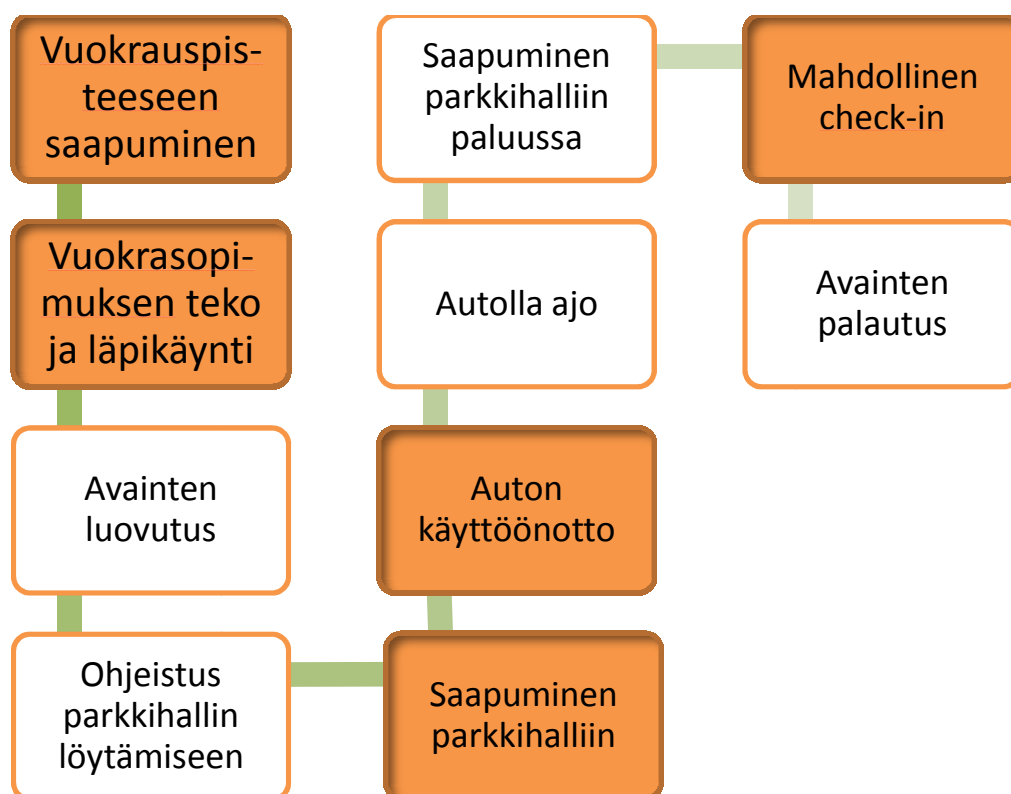 Vuokrauspis-
teeseen
saapuminen
Vuokrasopi-
muksen teko
ja läpikäynti
Avainten
luovutus
Ohjeistus
parkkihallin
löytämiseen
Saapuminen
parkkihalliin
Auton
käyttöönotto
Autolla ajo
Saapuminen
parkkihalliin
paluussa
Mahdollinen
check-in
Avainten
palautus